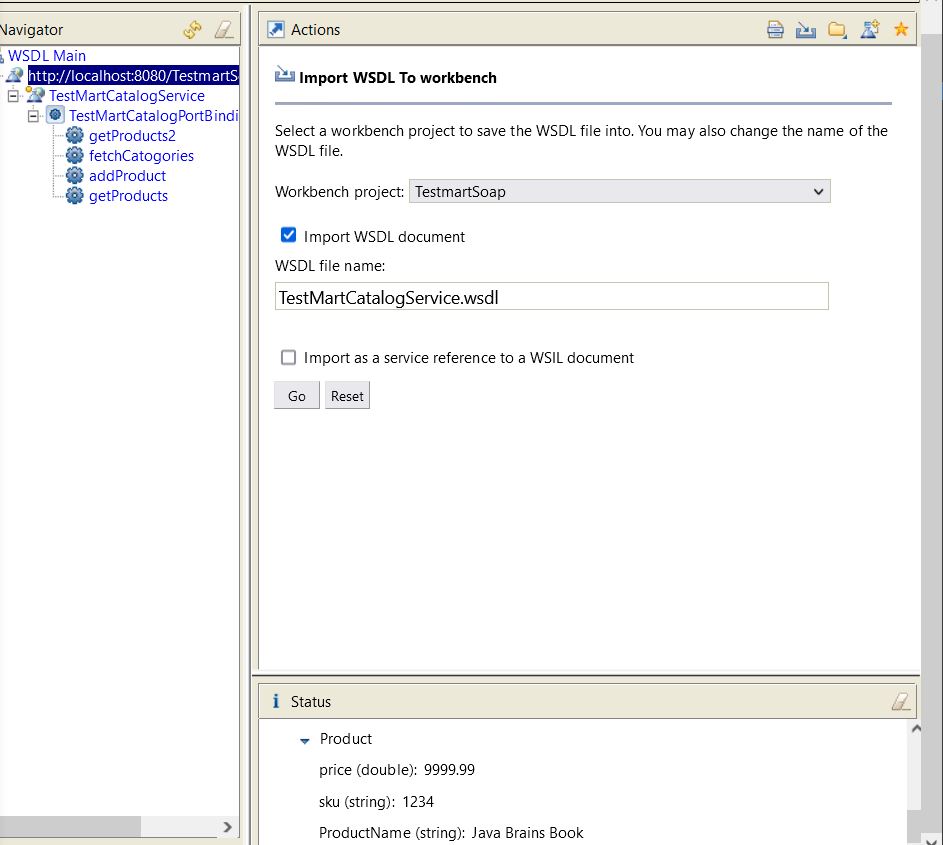 Navigator
WSDL Main
http://localhost:8080/TestmartS
TestMartCatalogService
TestMartCatalogPortBindi
getProducts2
fetchCatogories
addProduct
getProducts
Actions
Import WSDL To workbench
Select a workbench project to save the WSDL file into. You may also change the name of the
WSDL file.
Workbench project: TestmartSoap
Import WSDL document
WSDL file name:
TestMartCatalogService.wsdl
Import as a service reference to a WSIL document
Go Reset
Status
Product
price (double): 9999.99
sku (string): 1234
ProductName (string): Java Brains Book